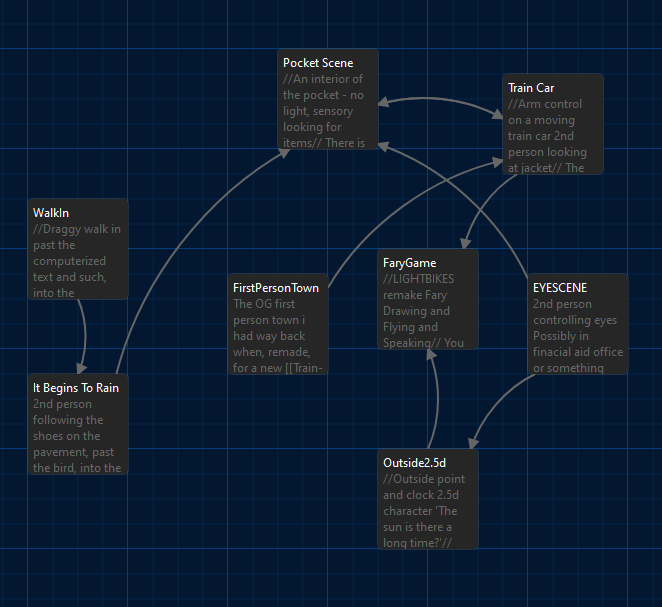 Pocket Scene
//An interior of
the pocket - no
light, sensory
looking for
items// There is
Train Car
//Arm control
on a moving
train car 2nd
person looking
at jacket// The
WalkIn
//Draggy walk in
past the
computerized
text and such,
into the
FirstPersonTown
The OG first
person town i
had way back
when, remade,
for a new [[Train-
FaryGame
//LIGHTBIKES
remake Fary
Drawing and
Flying and
Speaking// You
EYESCENE
2nd person
controlling eyes
Possibly in
finacial aid office
or something
It Begins To Rain
2nd person
following the
shoes on the
pavement, past
the bird, into the
Outside2.5d
//Outside point
and clock 2.5d
character 'The
sun is there a
long time?'//